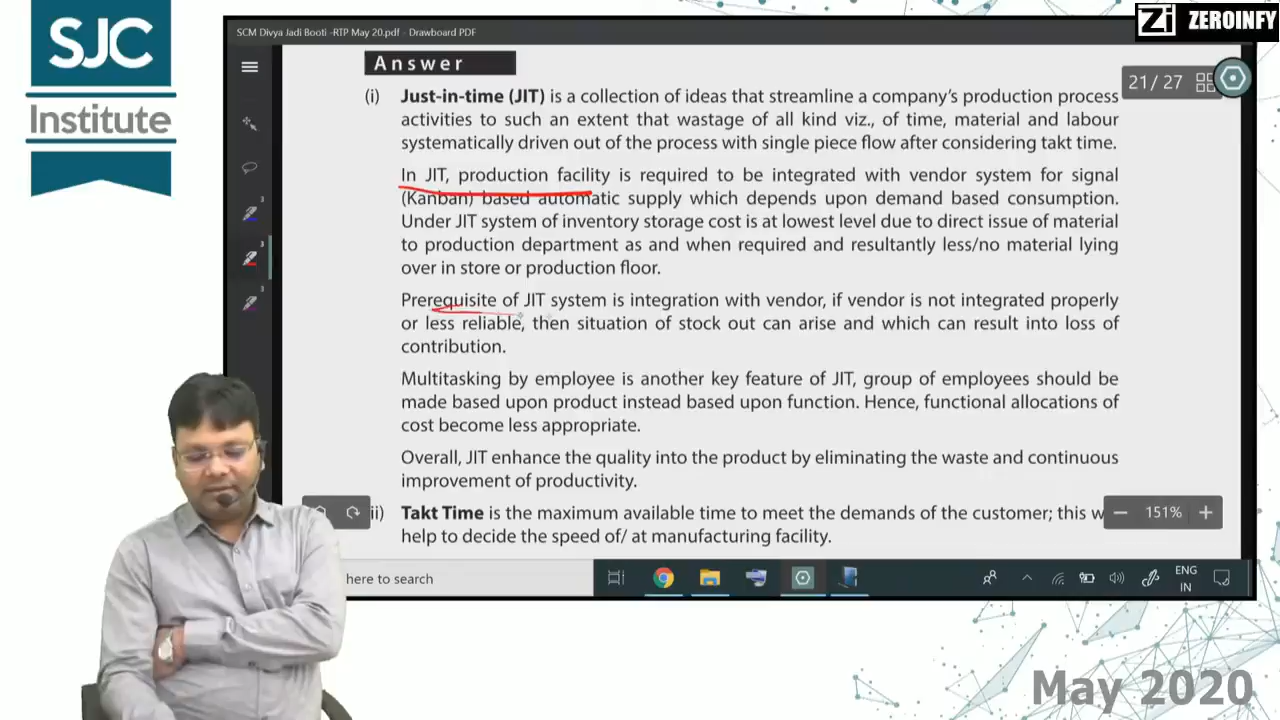 SJC
Institute
ZEROINFY
SCM Divya Jadi Booti -RTP May 20.pdf - Drawboard PDF
21 / 27
Answer
(i) Just-in-time (JIT) is a collection of ideas that streamline a company's production process
activities to such an extent that wastage of all kind viz., of time, material and labour
systematically driven out of the process with single piece flow after considering takt time.
In JIT, production facility is required to be integrated with vendor system for signal
(Kanban) based automatic supply which depends upon demand based consumption.
Under JIT system of inventory storage cost is at lowest level due to direct issue of material
to production department as and when required and resultantly less/no material lying
over in store or production floor.
Prerequisite of JIT system is integration with vendor, if vendor is not integrated properly
or less reliable, then situation of stock out can arise and which can result into loss of
contribution.
Multitasking by employee is another key feature of JIT, group of employees should be
made based upon product instead based upon function. Hence, functional allocations of
cost become less appropriate.
Overall, JIT enhance the quality into the product by eliminating the waste and continuous
improvement of productivity.
ii) Takt Time is the maximum available time to meet the demands of the customer; this w
help to decide the speed of/ at manufacturing facility.
151%
here to search
ENG
IN
May 2020